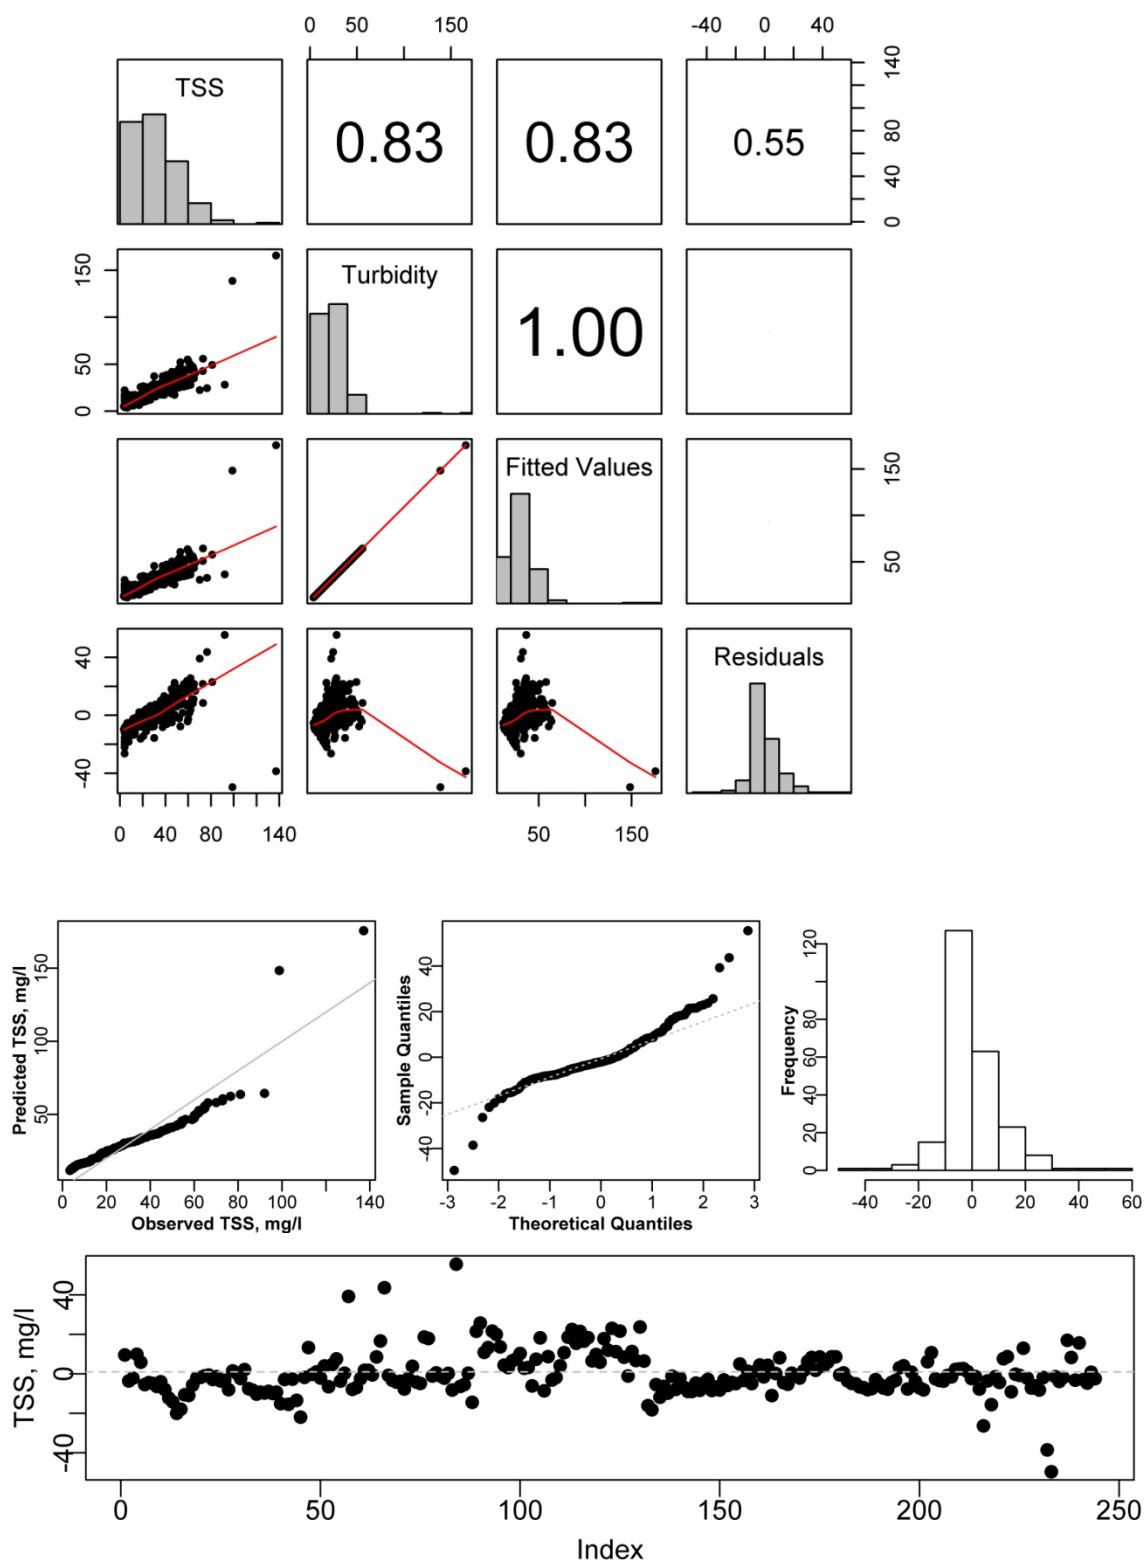 0 50 150
-40 0 40
TSS
0.83
0.83
0.55
0 40 80 140
0 50 150
Turbidity
1.00
Fitted Values
50 150
-40 0 40
Residuals
0 40 80 140
50 150
Predicted TSS, mg/l
50 100 150
0 20 40 60 80 100 140
Observed TSS, mg/l
Sample Quantiles
-40 -20 0 20 40
-3 -2 -1 0 1 2 3
Theoretical Quantiles
Frequency
0 20 40 60 80 120
-40 -20 0 20 40 60
TSS, mg/l
-40 0 40
0 50 100 150 200 250
Index